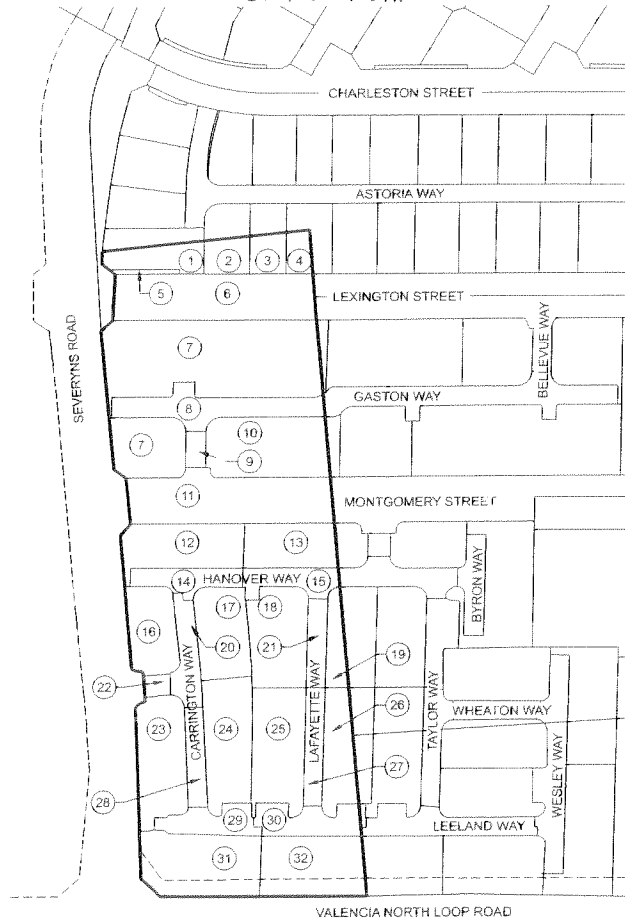 CHARLESTON STREET
ASTORIA WAY
1 2 3 4
5 6
LEXINGTON STREET
SEVERYNS ROAD
BELLEVUE WAY
7
GASTON WAY
8
7 10
9
11
MONTGOMERY STREET
12 13
14 HANOVER WAY 15
BYRON WAY
17 18
16
20 21 19
22
CARRINGTON WAY
LAFAYETTE WAY
TAYLOR WAY
WHEATON WAY
WESLEY WAY
23 24 25 26
27
28
29 30
LEELAND WAY
31 32
VALENCIA NORTH LOOP ROAD